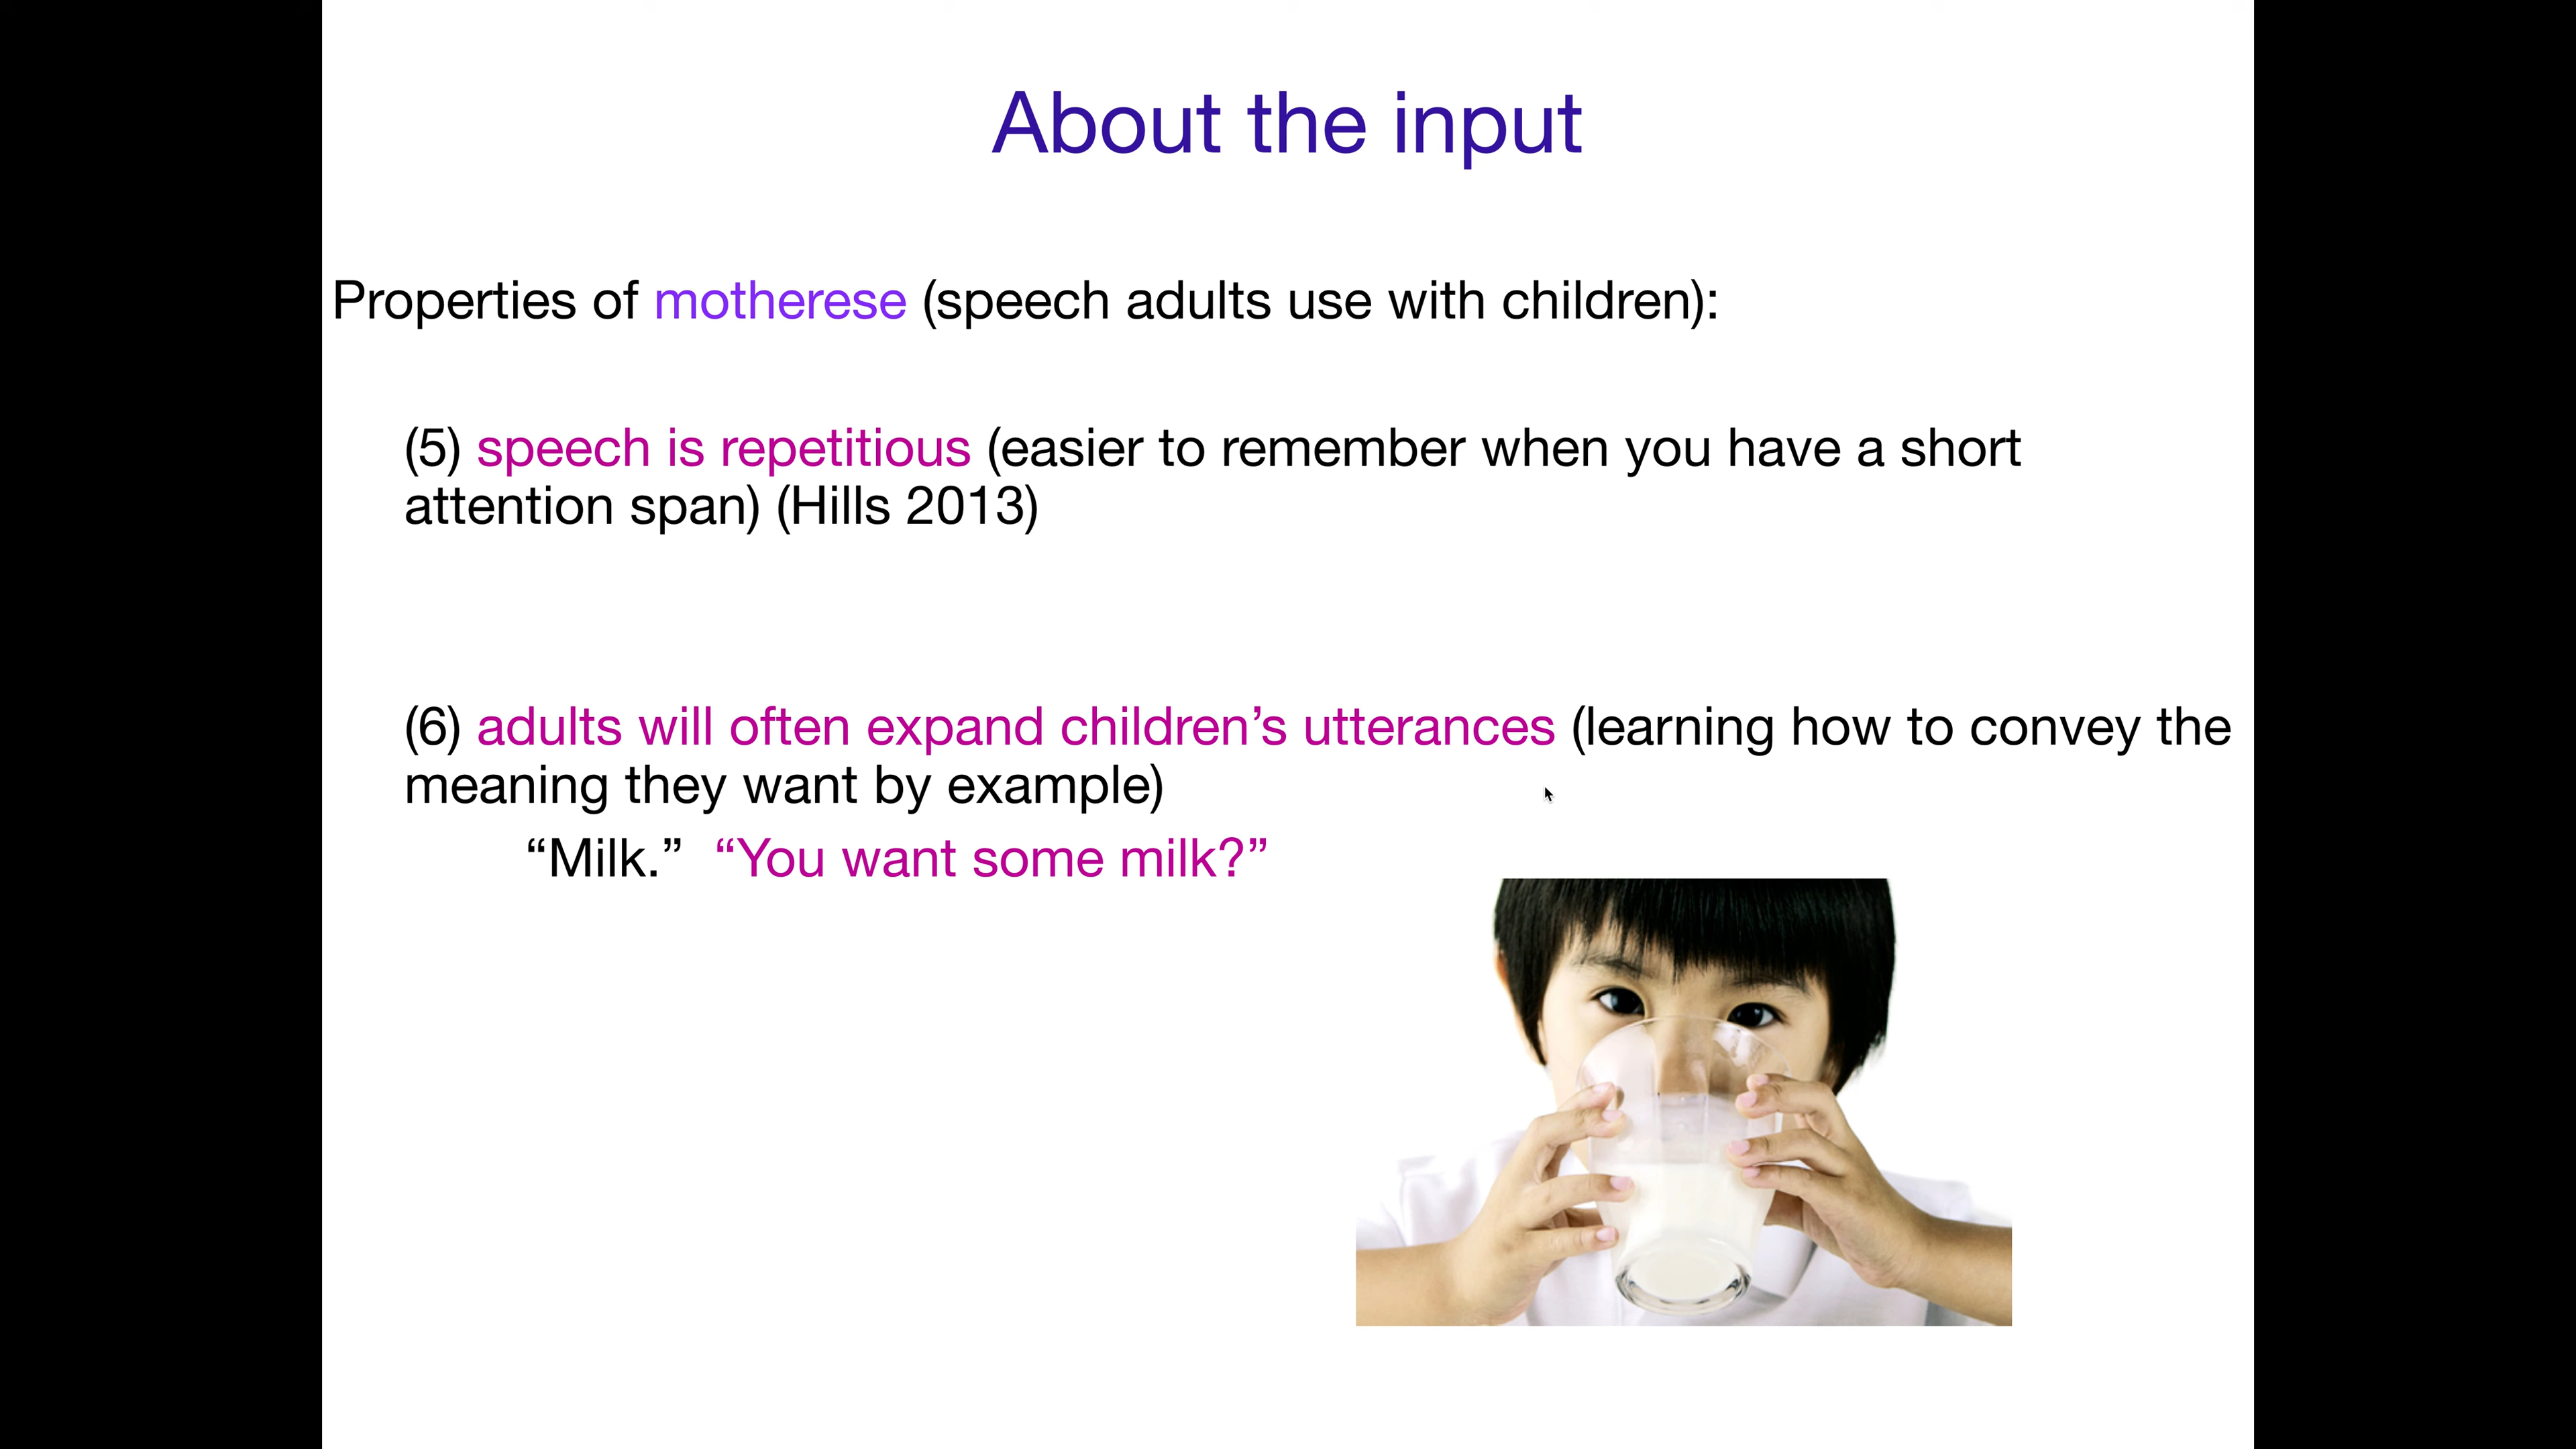 About the input
Properties of motherese (speech adults use with children):
(5) speech is repetitious (easier to remember when you have a short
attention span) (Hills 2013)
(6) adults will often expand children’s utterances (learning how to convey the
meaning they want by example)
“Milk.” “You want some milk?”